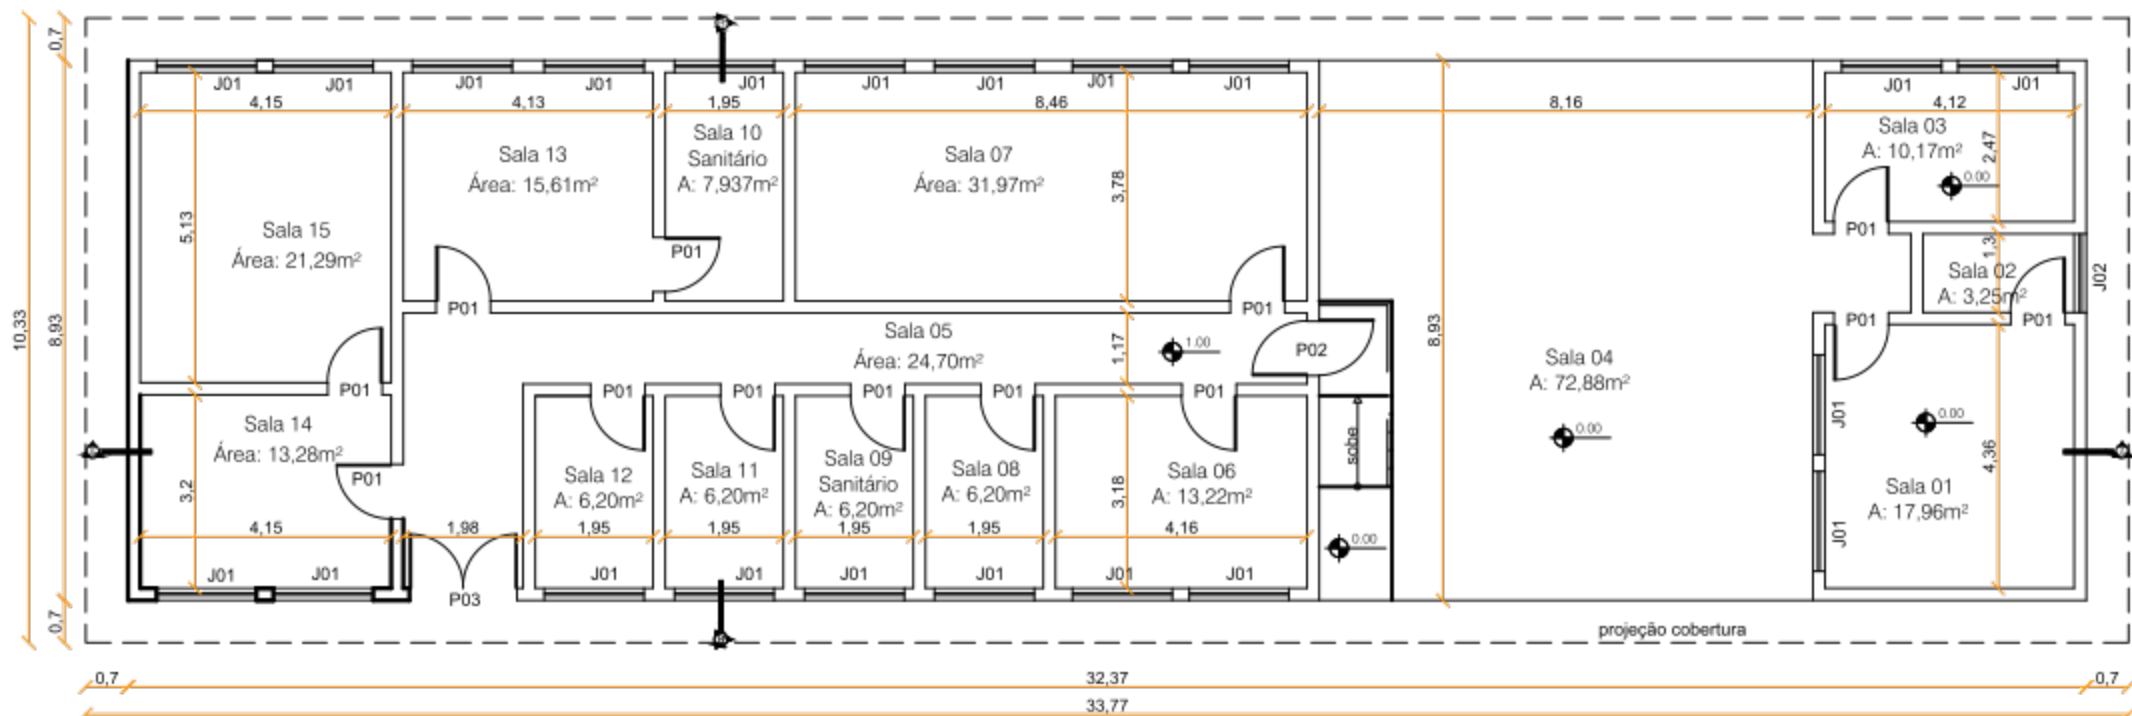 0,7
J01
J01
J01
J01
J01
J01
J01
J01
J01
J01
J01
4,15
4,13
1,95
8,46
8,16
4,12
Sala 10
Sanitário
A: 7,937m²
Sala 13
Área: 15,61m²
Sala 07
Área: 31,97m²
Sala 03
A: 10,17m²
2,47
0.00
3,78
5,13
Sala 15
Área: 21,29m²
P01
P01
P01
P01
1,3
Sala 02
A: 3,25m²
J02
P01
P01
10,33
8,93
Sala 05
Área: 24,70m²
1,17
1.00
P02
8,93
Sala 04
A: 72,88m²
0.00
P01
P01
P01
P01
P01
P01
Sala 14
Área: 13,28m²
P01
3,2
sobe
J01
0.00
4,36
Sala 12
A: 6,20m²
Sala 11
A: 6,20m²
Sala 09
Sanitário
A: 6,20m²
Sala 08
A: 6,20m²
3,18
Sala 06
A: 13,22m²
Sala 01
A: 17,96m²
4,15
1,98
1,95
1,95
1,95
1,95
4,16
0.00
J01
J01
J01
P03
J01
J01
J01
J01
J01
J01
0,7
projeção cobertura
0,7
32,37
0,7
33,77